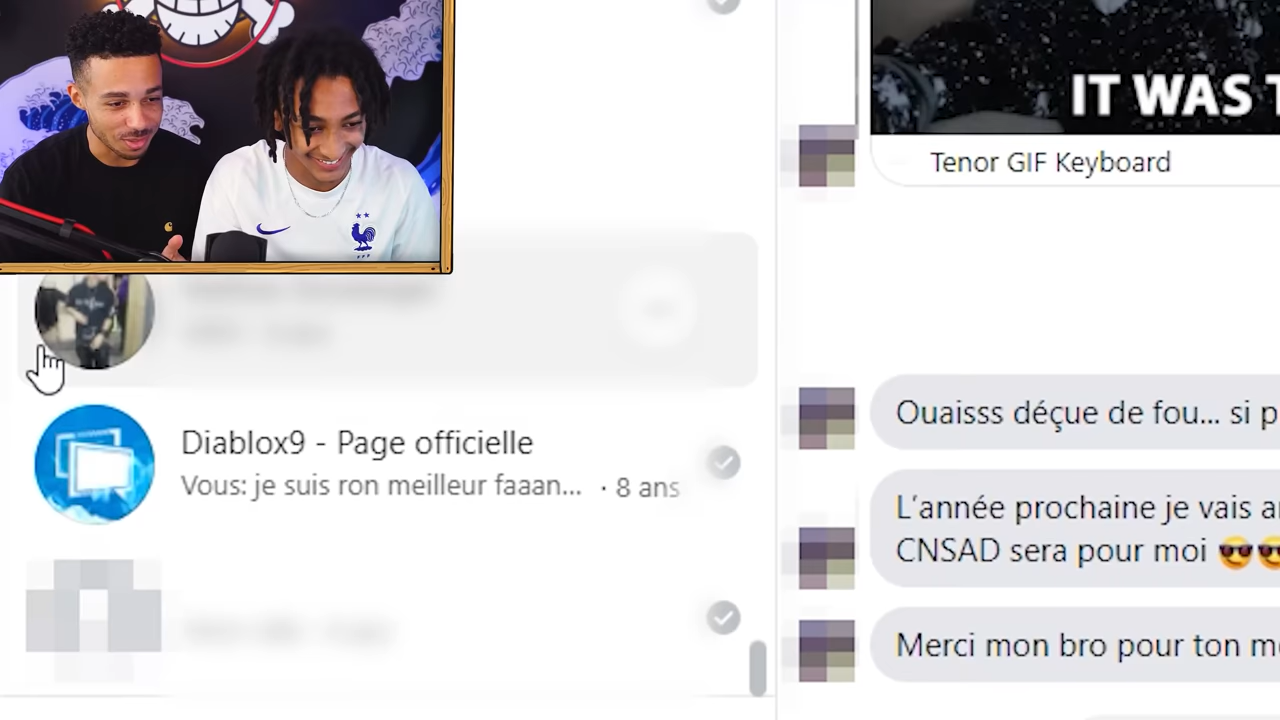 IT WAS T
Tenor GIF Keyboard
Diablox9 - Page officielle
Vous: je suis ron meilleur faaan... · 8 ans
Ouaisss déçue de fou... si p
L'année prochaine je vais a
CNSAD sera pour moi 😎😎
Merci mon bro pour ton m